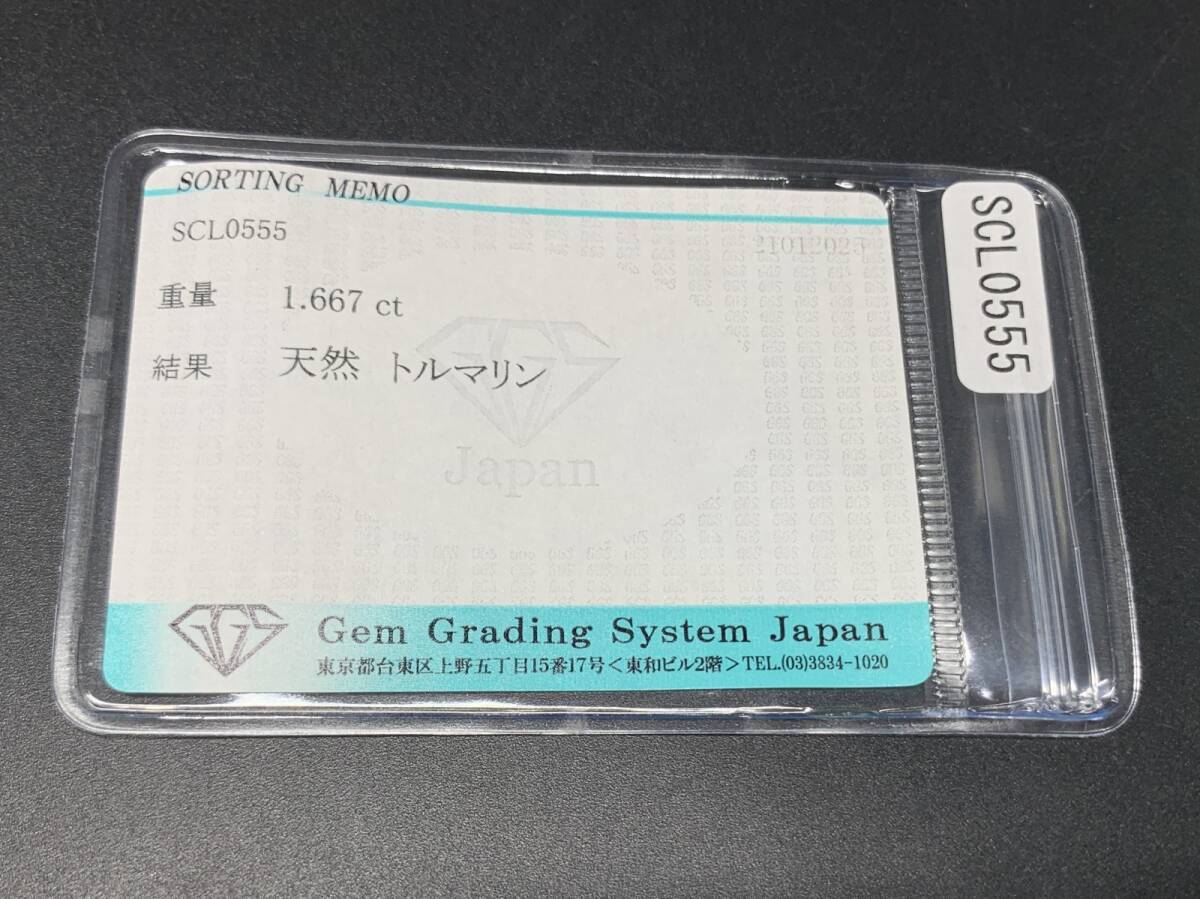 SORTING MEMO
SCL0555
重量 1.667 ct
結果 天然 トルマリン
GGS
Japan
GGS
Gem Grading System Japan
東京都台東区上野五丁目15番17号<東和ビル2階>TEL.(03)3834-1020
SCL0555